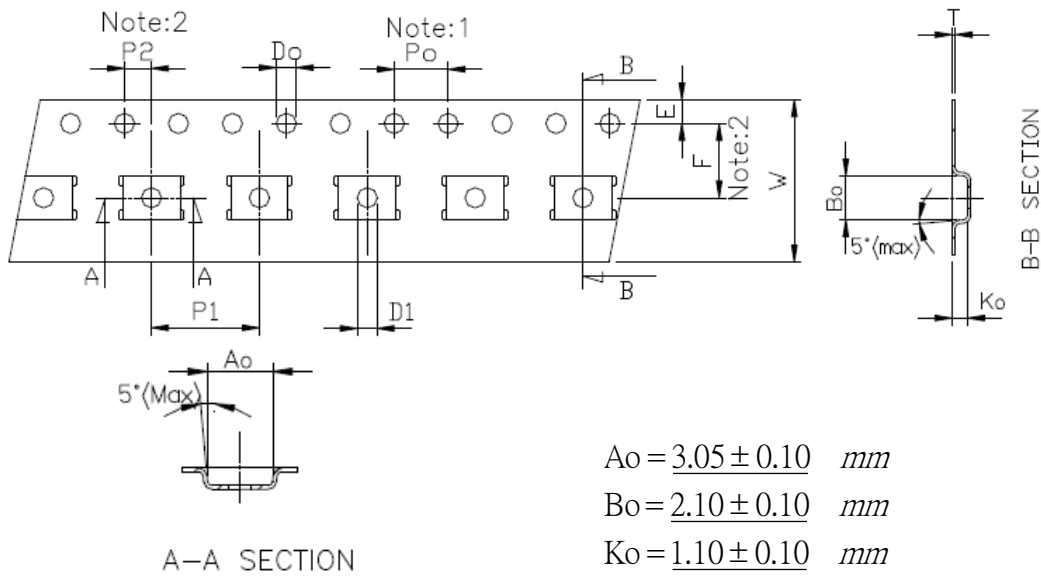 Note:2
P2
Do
Note:1
Po
B
T
E
F
Note:2
W
Bo
5°(max)
B-B SECTION
A
A
P1
D1
B
Ko
Ao
5°(Max)
A-A SECTION
Ao = 3.05 ± 0.10 mm
Bo = 2.10 ± 0.10 mm
Ko = 1.10 ± 0.10 mm